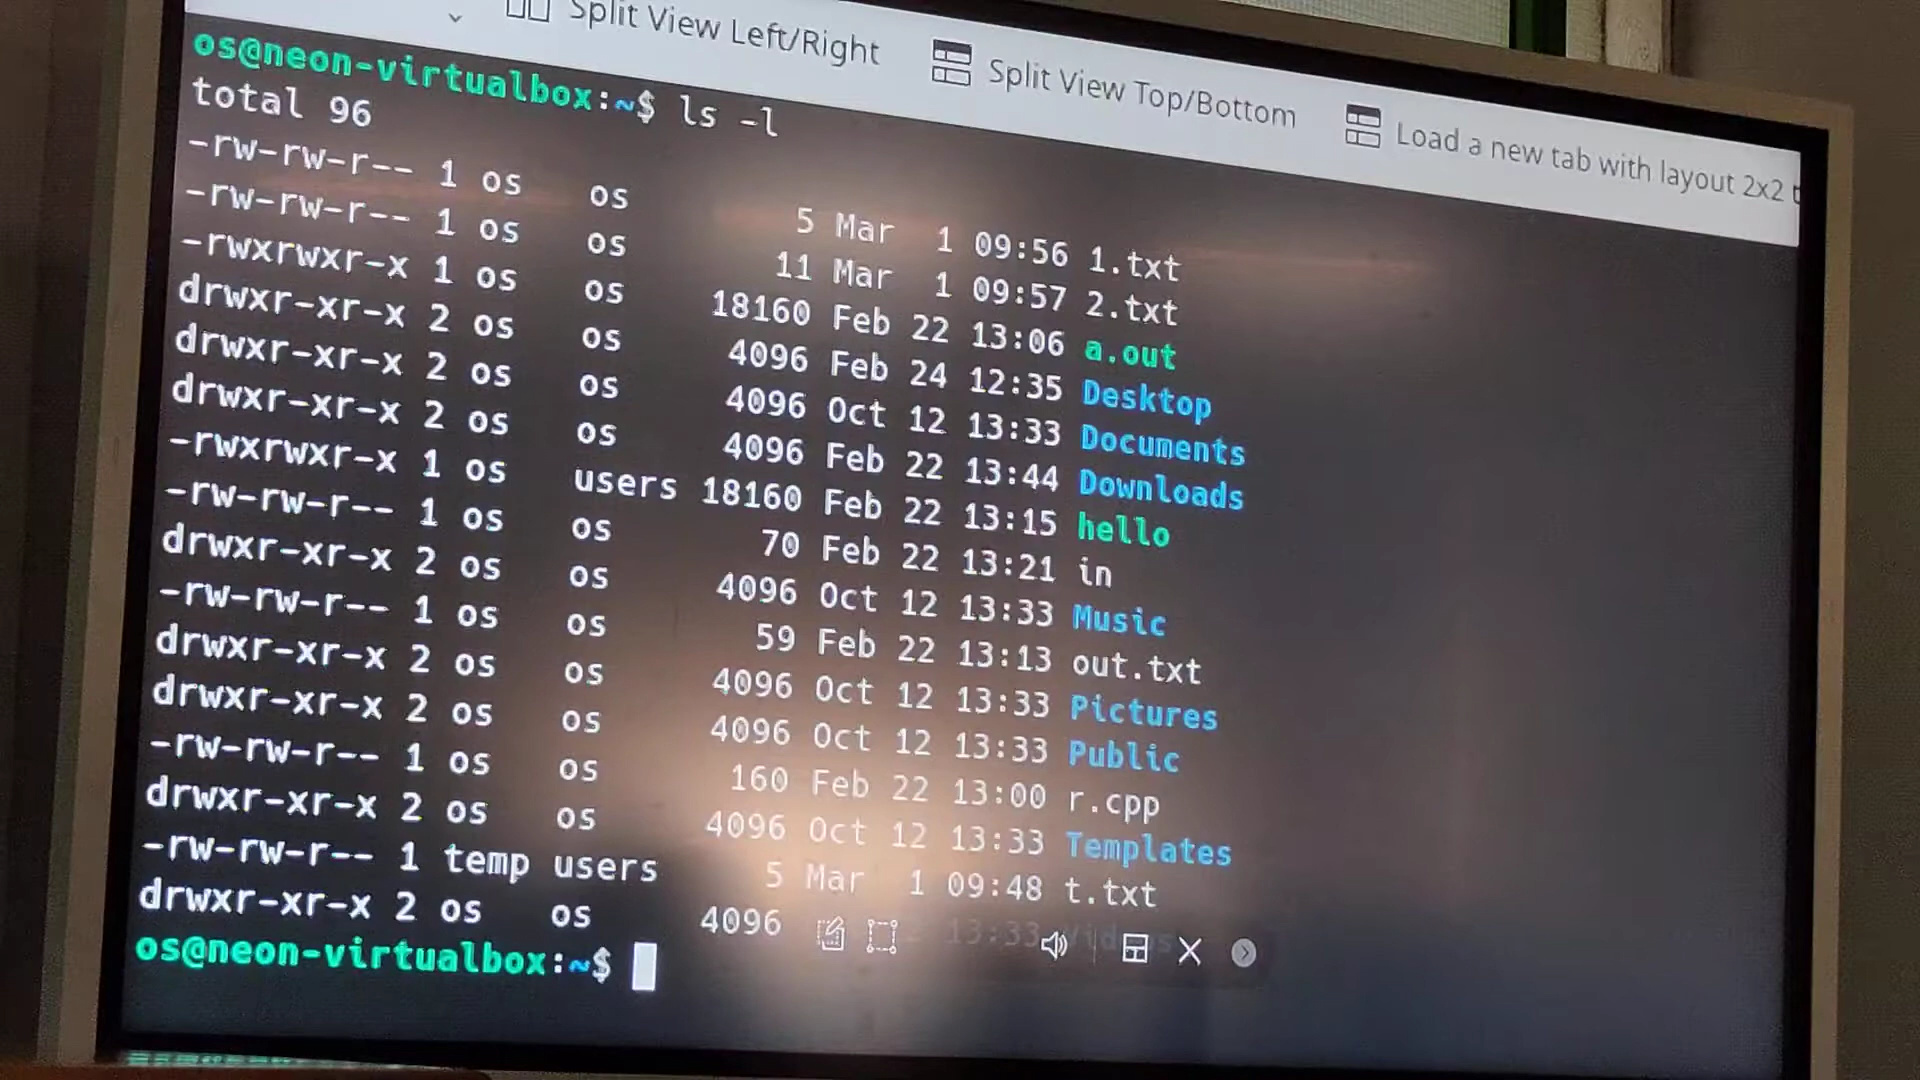 Split View Left/Right Split View Top/Bottom Load a new tab with layout 2x2 t
os@neon-virtualbox:~$ ls -l
total 96
-rw-rw-r-- 1 os os 5 Mar 1 09:56 1.txt
-rw-rw-r-- 1 os os 11 Mar 1 09:57 2.txt
-rwxrwxr-x 1 os os 18160 Feb 22 13:06 a.out
drwxr-xr-x 2 os os 4096 Feb 24 12:35 Desktop
drwxr-xr-x 2 os os 4096 Oct 12 13:33 Documents
drwxr-xr-x 2 os os 4096 Feb 22 13:44 Downloads
-rwxrwxr-x 1 os users 18160 Feb 22 13:15 hello
-rw-rw-r-- 1 os os 70 Feb 22 13:21 in
drwxr-xr-x 2 os os 4096 Oct 12 13:33 Music
-rw-rw-r-- 1 os os 59 Feb 22 13:13 out.txt
drwxr-xr-x 2 os os 4096 Oct 12 13:33 Pictures
drwxr-xr-x 2 os os 4096 Oct 12 13:33 Public
-rw-rw-r-- 1 os os 160 Feb 22 13:00 r.cpp
drwxr-xr-x 2 os os 4096 Oct 12 13:33 Templates
-rw-rw-r-- 1 temp users 5 Mar 1 09:48 t.txt
drwxr-xr-x 2 os os 4096 13:33
os@neon-virtualbox:~$